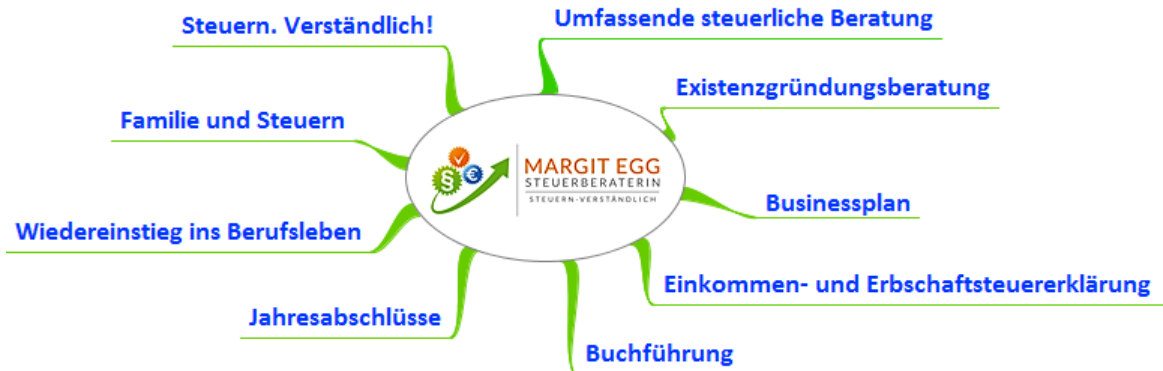 Steuern. Verständlich!
Umfassende steuerliche Beratung
Existenzgründungsberatung
Familie und Steuern
§
€
MARGIT EGG
STEUERBERATERIN
STEUERN-VERSTÄNDLICH
Businessplan
Wiedereinstieg ins Berufsleben
Einkommen- und Erbschaftsteuererklärung
Jahresabschlüsse
Buchführung